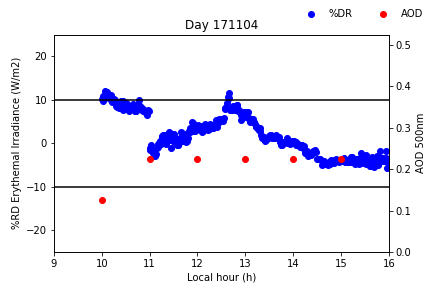 %DR AOD
Day 171104
%RD Erythemal Irradiance (W/m2)
20
10
0
−10
−20
0.5
0.4
0.3
0.2
0.1
0.0
AOD 500nm
9 10 11 12 13 14 15 16
Local hour (h)